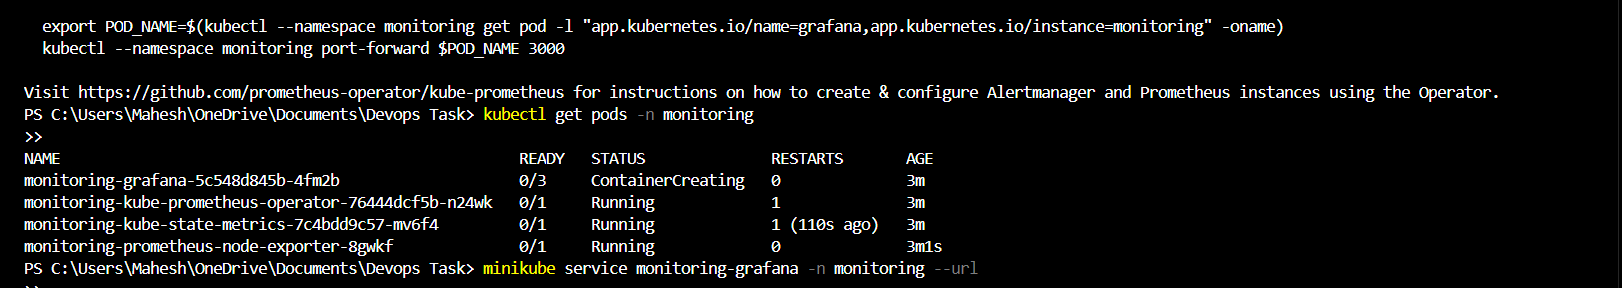 export POD_NAME=$(kubectl --namespace monitoring get pod -l "app.kubernetes.io/name=grafana,app.kubernetes.io/instance=monitoring" -oname)
kubectl --namespace monitoring port-forward $POD_NAME 3000
Visit https://github.com/prometheus-operator/kube-prometheus for instructions on how to create & configure Alertmanager and Prometheus instances using the Operator.
PS C:\Users\Mahesh\OneDrive\Documents\Devops Task> kubectl get pods -n monitoring
>>
NAME READY STATUS RESTARTS AGE
monitoring-grafana-5c548d845b-4fm2b 0/3 ContainerCreating 0 3m
monitoring-kube-prometheus-operator-76444dcf5b-n24wk 0/1 Running 1 3m
monitoring-kube-state-metrics-7c4bdd9c57-mv6f4 0/1 Running 1 (110s ago) 3m
monitoring-prometheus-node-exporter-8gwkf 0/1 Running 0 3m1s
PS C:\Users\Mahesh\OneDrive\Documents\Devops Task> minikube service monitoring-grafana -n monitoring --url
>>